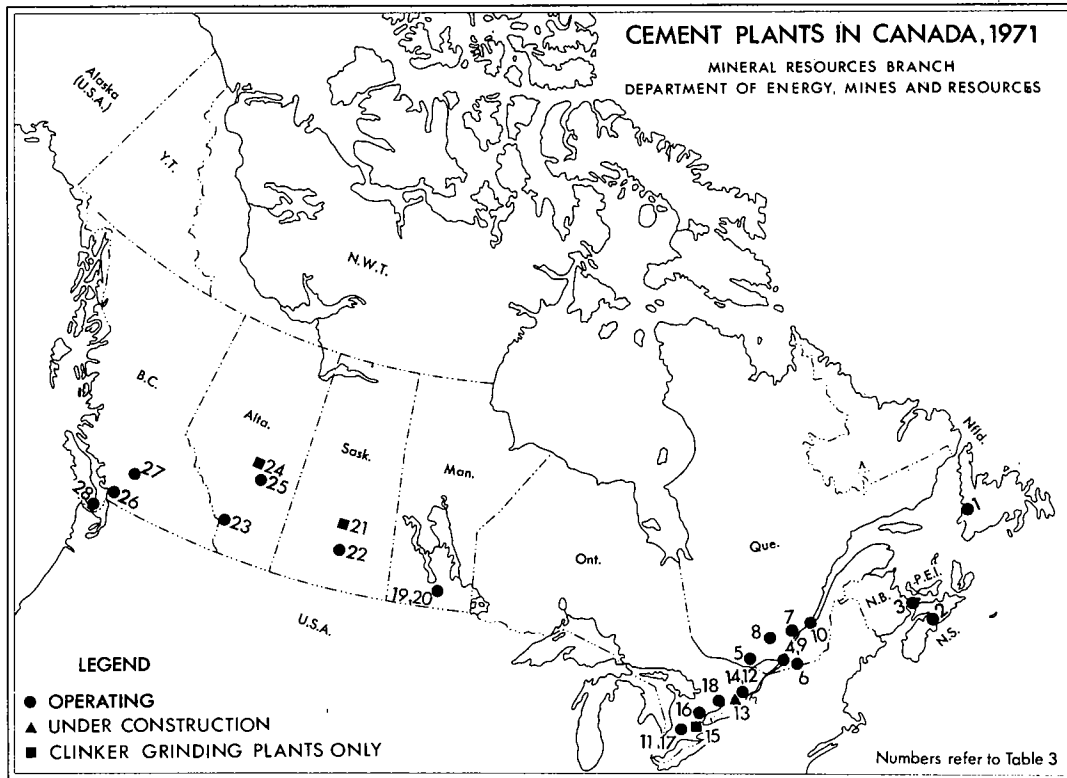 CEMENT PLANTS IN CANADA, 1971
MINERAL RESOURCES BRANCH
DEPARTMENT OF ENERGY, MINES AND RESOURCES
Alaska
(U.S.A.)
Y.T.
N.W.T.
B.C.
Alta.
Sask.
Man.
Ont.
Que.
Nfld.
P.E.I.
N.B.
N.S.
U.S.A.
27
28
26
24
25
23
21
22
19,20
1
3
2
7
10
8
4,9
5
6
14,12
18
13
16
15
11,17
LEGEND
● OPERATING
▲ UNDER CONSTRUCTION
■ CLINKER GRINDING PLANTS ONLY
Numbers refer to Table 3